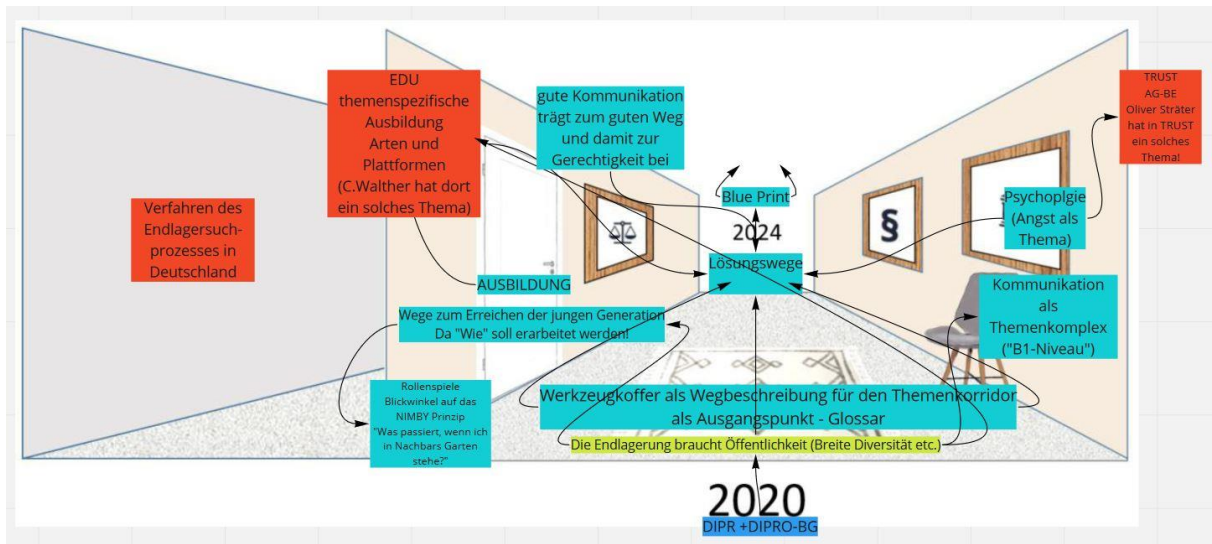 EDU
themenspezifische
Ausbildung
Arten und
Plattformen
(C.Walther hat dort
ein solches Thema)
gute Kommunikation
trägt zum guten Weg
und damit zur
Gerechtigkeit bei
TRUST
AG-BE
Oliver Sträter
hat in TRUST
ein solches
Thema!
Verfahren des
Endlagersuch-
prozesses in
Deutschland
Blue Print
2024
Lösungswege
§
Psychoplgie
(Angst als
Thema)
AUSBILDUNG
Kommunikation
als
Themenkomplex
("B1-Niveau")
Wege zum Erreichen der jungen Generation
Da "Wie" soll erarbeitet werden!
Rollenspiele
Blickwinkel auf das
NIMBY Prinzip
"Was passiert, wenn ich
in Nachbars Garten
stehe?"
Werkzeugkoffer als Wegbeschreibung für den Themenkorridor
als Ausgangspunkt - Glossar
Die Endlagerung braucht Öffentlichkeit (Breite Diversität etc.)
2020
DIPR +DIPRO-BG